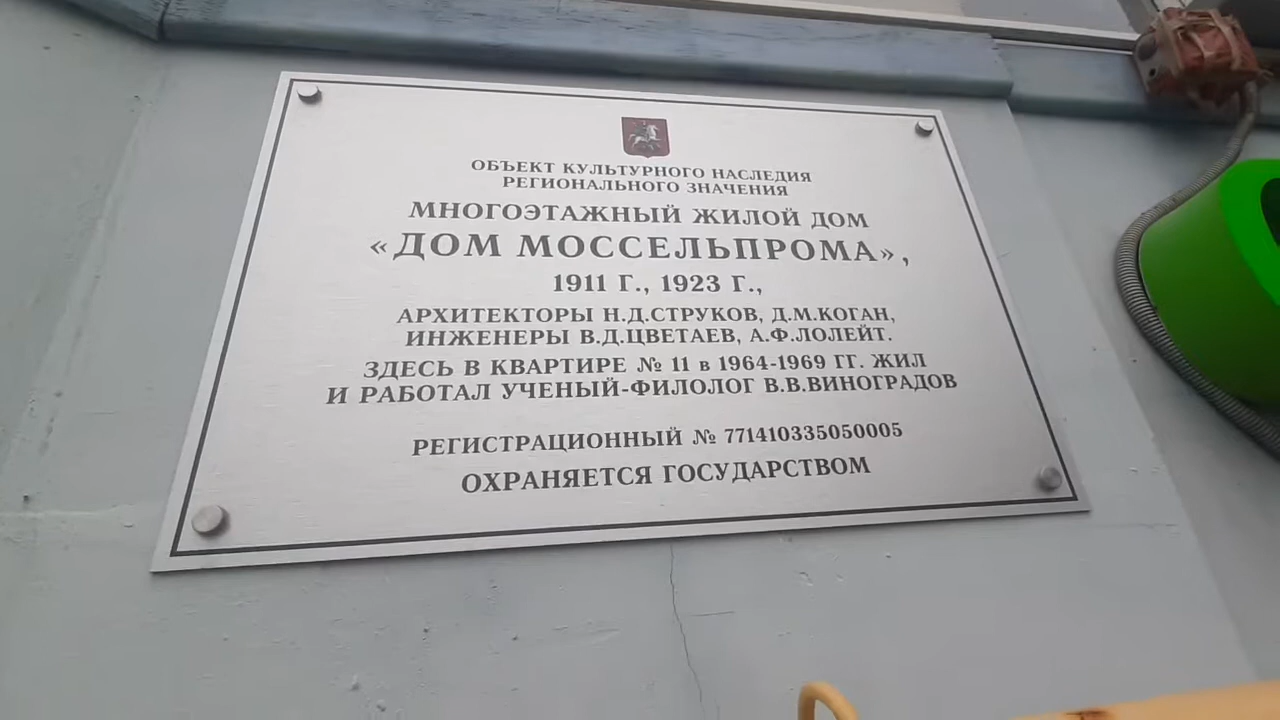 ОБЪЕКТ КУЛЬТУРНОГО НАСЛЕДИЯ
РЕГИОНАЛЬНОГО ЗНАЧЕНИЯ
МНОГОЭТАЖНЫЙ ЖИЛОЙ ДОМ
«ДОМ МОССЕЛЬПРОМА»,
1911 Г., 1923 Г.,
АРХИТЕКТОРЫ Н.Д.СТРУКОВ, Д.М.КОГАН,
ИНЖЕНЕРЫ В.Д.ЦВЕТАЕВ, А.Ф.ЛОЛЕЙТ.
ЗДЕСЬ В КВАРТИРЕ № 11 в 1964-1969 ГГ. ЖИЛ
И РАБОТАЛ УЧЕНЫЙ-ФИЛОЛОГ В.В.ВИНОГРАДОВ
РЕГИСТРАЦИОННЫЙ № 771410335050005
ОХРАНЯЕТСЯ ГОСУДАРСТВОМ